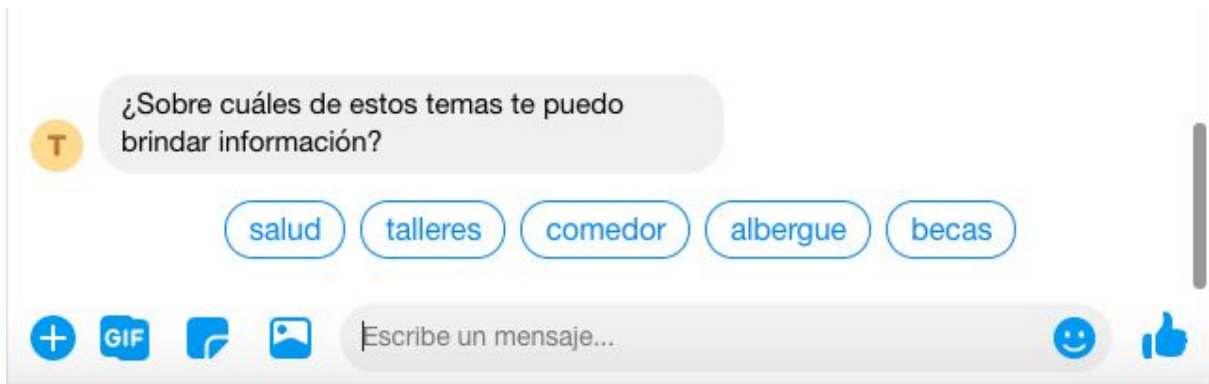 ¿Sobre cuáles de estos temas te puedo
brindar información?
T
salud talleres comedor albergue becas
GIF Escribe un mensaje...